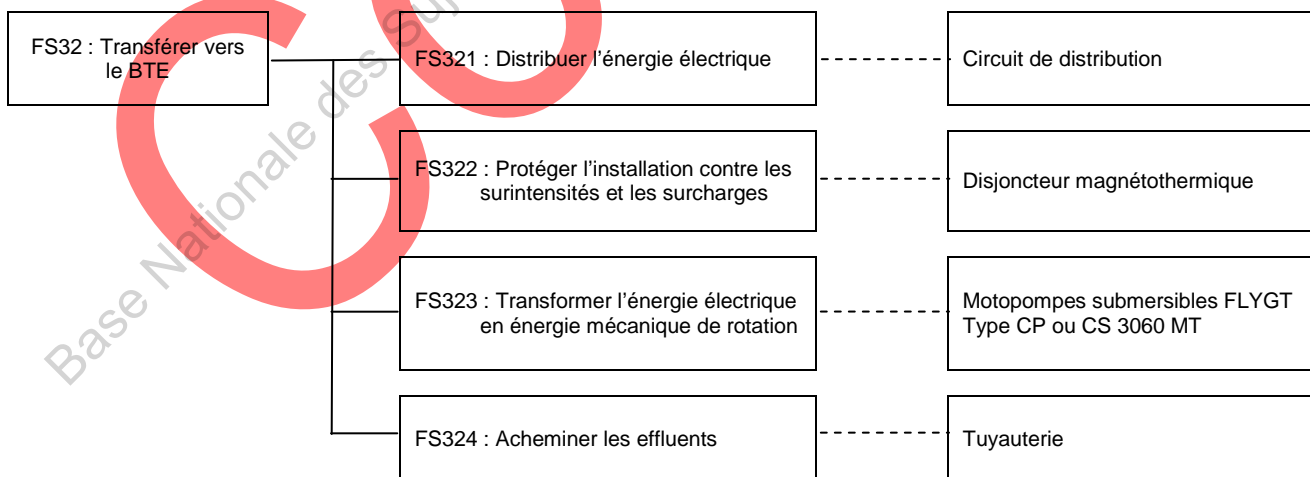 FS32 : Transférer vers
le BTE
FS321 : Distribuer l'énergie électrique
Circuit de distribution
FS322 : Protéger l'installation contre les
surintensités et les surcharges
Disjoncteur magnétothermique
FS323 : Transformer l'énergie électrique
en énergie mécanique de rotation
Motopompes submersibles FLYGT
Type CP ou CS 3060 MT
FS324 : Acheminer les effluents
Tuyauterie
Base Nationale des